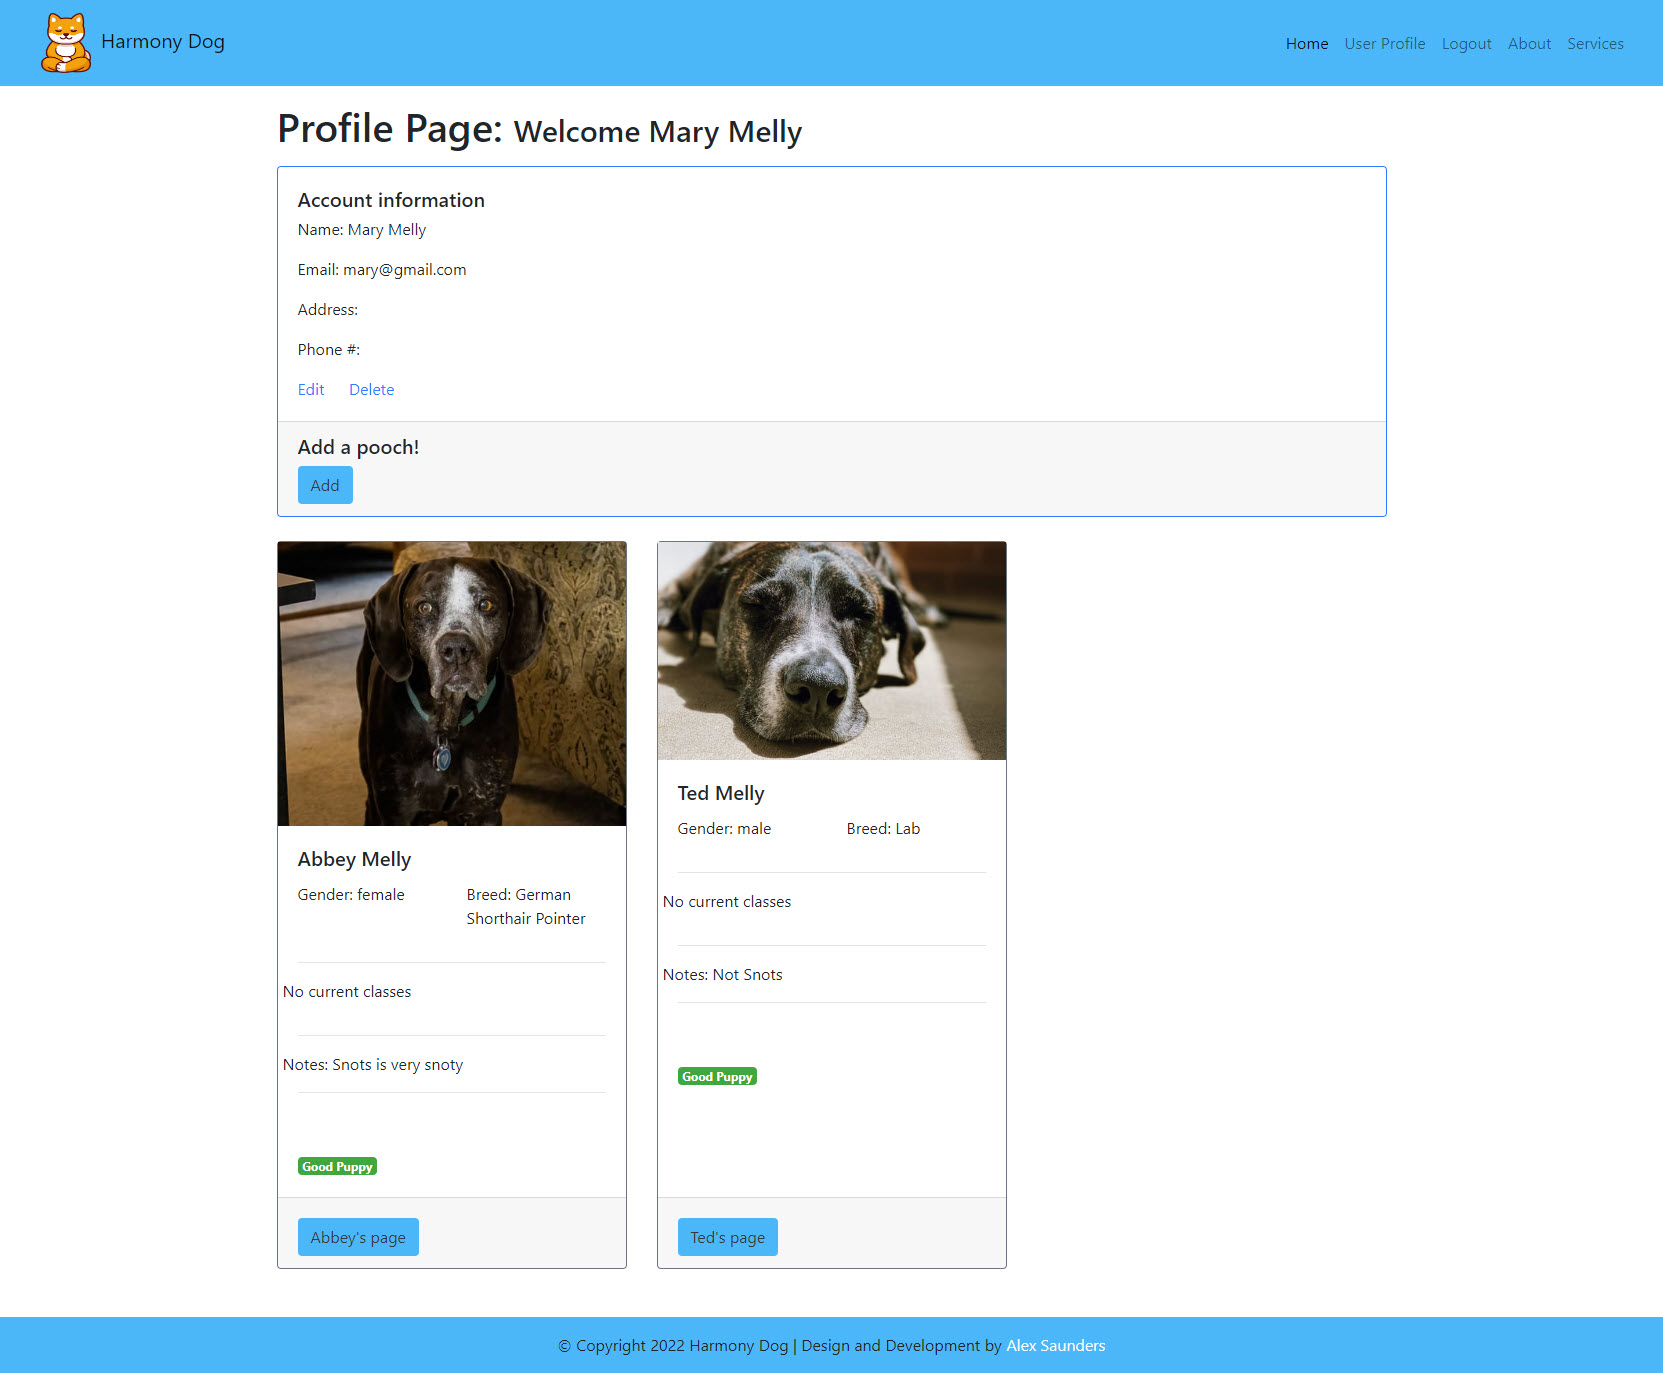 Harmony Dog
Home User Profile Logout About Services
Profile Page: Welcome Mary Melly
Account information
Name: Mary Melly
Email: mary@gmail.com
Address:
Phone #:
Edit Delete
Add a pooch!
Add
Abbey Melly
Gender: female
Breed: German
Shorthair Pointer
No current classes
Notes: Snots is very snoty
Good Puppy
Abbey's page
Ted Melly
Gender: male
Breed: Lab
No current classes
Notes: Not Snots
Good Puppy
Ted's page
© Copyright 2022 Harmony Dog | Design and Development by Alex Saunders